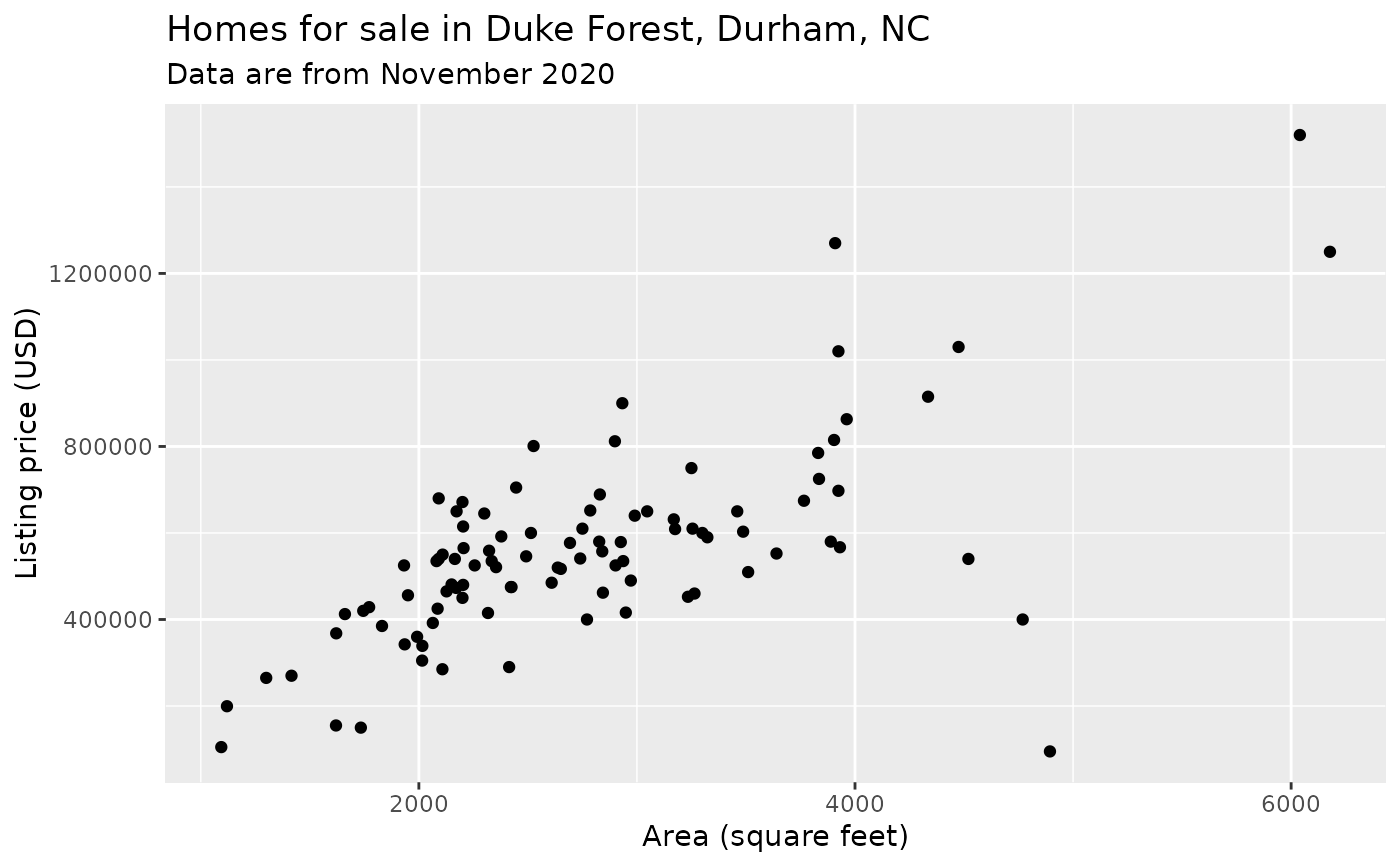 Homes for sale in Duke Forest, Durham, NC
Data are from November 2020
Listing price (USD)
1200000
800000
400000
2000
4000
6000
Area (square feet)